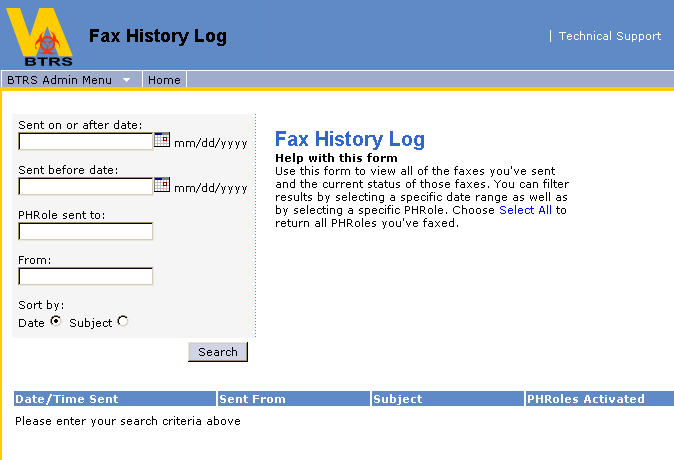 VA
BTRS
Fax History Log
| Technical Support
BTRS Admin Menu
Home
Sent on or after date:
mm/dd/yyyy
Sent before date:
mm/dd/yyyy
PHRole sent to:
From:
Sort by:
Date Subject
Search
Fax History Log
Help with this form
Use this form to view all of the faxes you've sent
and the current status of those faxes. You can filter
results by selecting a specific date range as well as
by selecting a specific PHRole. Choose Select All to
return all PHRoles you've faxed.
Date/Time Sent Sent From Subject PHRoles Activated
Please enter your search criteria above